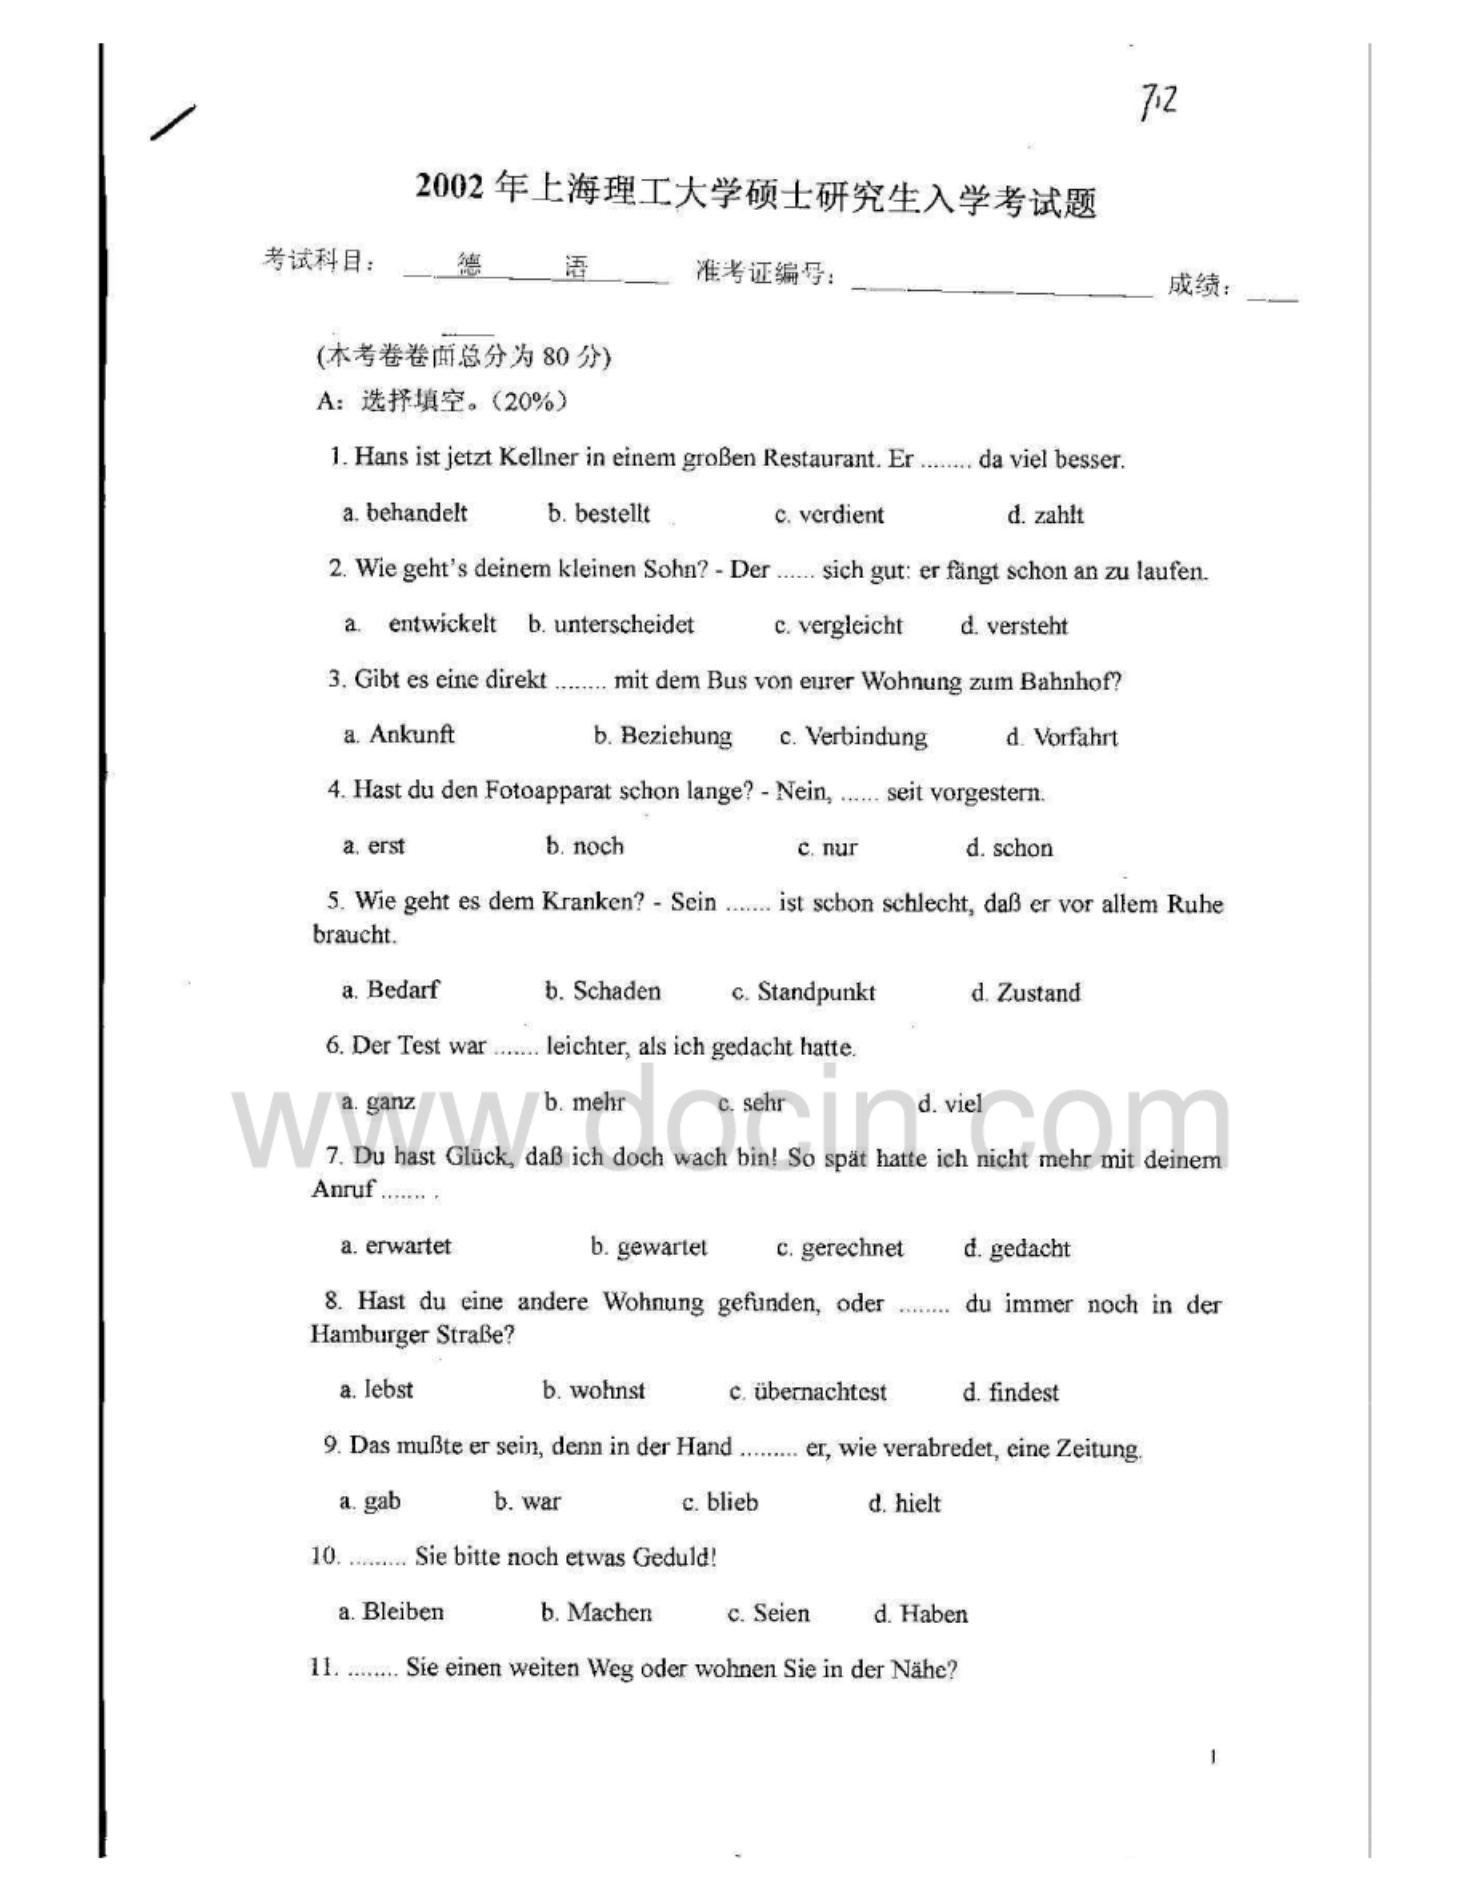 7.12
2002 年上海理工大学硕士研究生入学考试题
考试科目: 德 语 准考证编号: 成绩:
(本考卷卷面总分为 80 分)
A: 选择填空。(20%)
1. Hans ist jetzt Kellner in einem großen Restaurant. Er ........ da viel besser.
a. behandelt b. bestellt c. verdient d. zahlt
2. Wie geht's deinem kleinen Sohn? - Der ...... sich gut: er fängt schon an zu laufen.
a. entwickelt b. unterscheidet c. vergleicht d. versteht
3. Gibt es eine direkt ........ mit dem Bus von eurer Wohnung zum Bahnhof?
a. Ankunft b. Beziehung c. Verbindung d. Vorfahrt
4. Hast du den Fotoapparat schon lange? - Nein, ...... seit vorgestern.
a. erst b. noch c. nur d. schon
5. Wie geht es dem Kranken? - Sein ....... ist schon schlecht, daß er vor allem Ruhe
braucht.
a. Bedarf b. Schaden c. Standpunkt d. Zustand
6. Der Test war ....... leichter, als ich gedacht hatte.
www.docin.com
a. ganz b. mehr c. sehr d. viel
7. Du hast Glück, daß ich doch wach bin! So spät hatte ich nicht mehr mit deinem
Anruf ....... .
a. erwartet b. gewartet c. gerechnet d. gedacht
8. Hast du eine andere Wohnung gefunden, oder ........ du immer noch in der
Hamburger Straße?
a. lebst b. wohnst c. übernachtest d. findest
9. Das mußte er sein, denn in der Hand ......... er, wie verabredet, eine Zeitung.
a. gab b. war c. blieb d. hielt
10. ......... Sie bitte noch etwas Geduld!
a. Bleiben b. Machen c. Seien d. Haben
11. ........ Sie einen weiten Weg oder wohnen Sie in der Nähe?
1